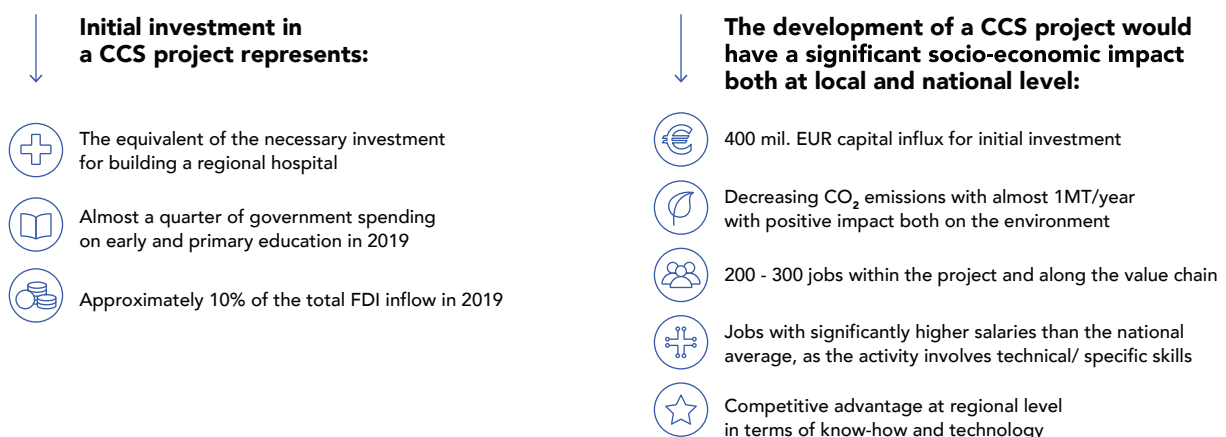 Initial investment in
a CCS project represents:
The equivalent of the necessary investment
for building a regional hospital
Almost a quarter of government spending
on early and primary education in 2019
Approximately 10% of the total FDI inflow in 2019
The development of a CCS project would
have a significant socio-economic impact
both at local and national level:
400 mil. EUR capital influx for initial investment
Decreasing CO₂ emissions with almost 1MT/year
with positive impact both on the environment
200 - 300 jobs within the project and along the value chain
Jobs with significantly higher salaries than the national
average, as the activity involves technical/ specific skills
Competitive advantage at regional level
in terms of know-how and technology